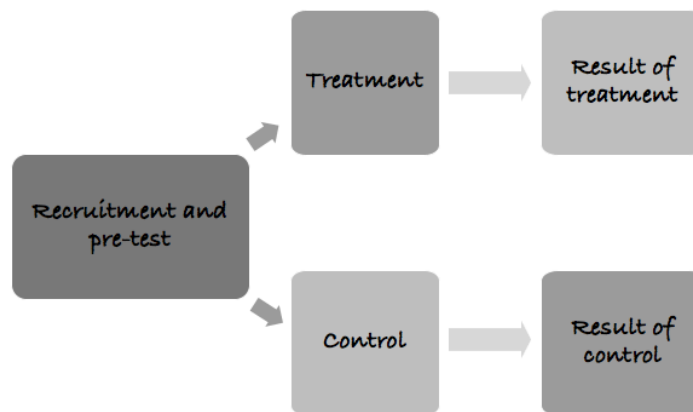 Treatment
Result of
treatment
Recruitment and
pre-test
Control
Result of
control